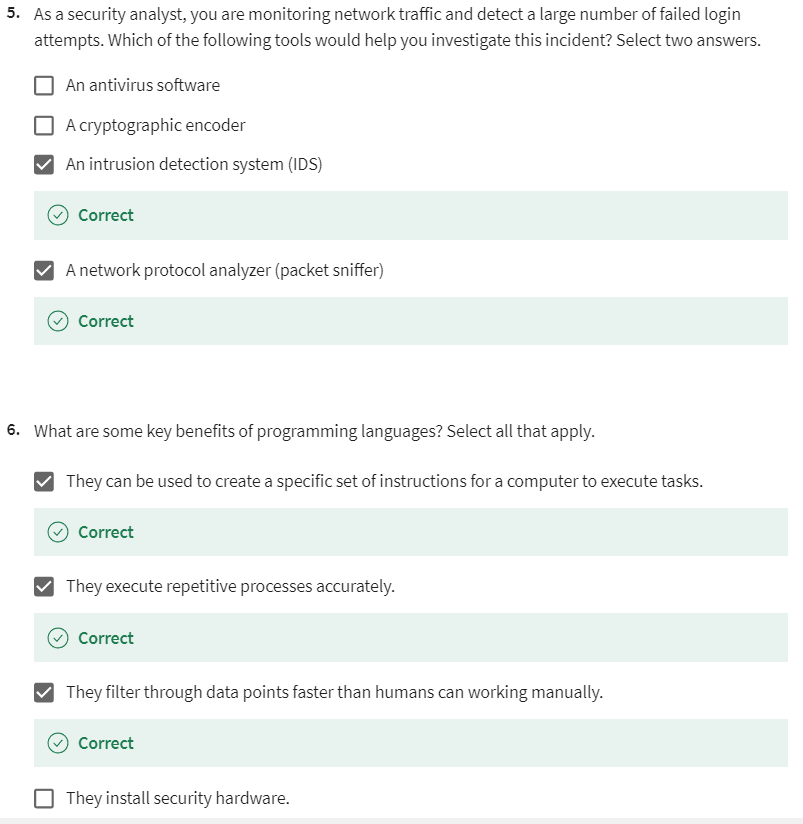 5. As a security analyst, you are monitoring network traffic and detect a large number of failed login
attempts. Which of the following tools would help you investigate this incident? Select two answers.
An antivirus software
A cryptographic encoder
An intrusion detection system (IDS)
Correct
A network protocol analyzer (packet sniffer)
Correct
6. What are some key benefits of programming languages? Select all that apply.
They can be used to create a specific set of instructions for a computer to execute tasks.
Correct
They execute repetitive processes accurately.
Correct
They filter through data points faster than humans can working manually.
Correct
They install security hardware.